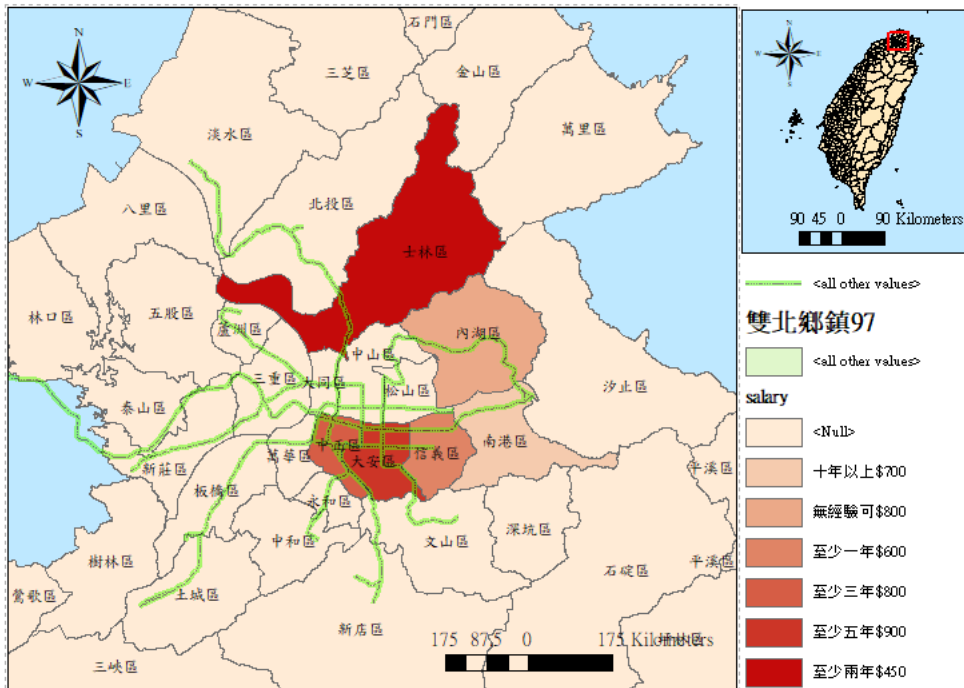 N
W
E
S
石門區
三芝區
金山區
萬里區
淡水區
八里區
北投區
士林區
林口區
五股區
蘆洲區
內湖區
中山區
三重區
大同區
松山區
汐止區
泰山區
新莊區
萬華區
中正區
大安區
信義區
南港區
平溪區
板橋區
永和區
中和區
文山區
深坑區
樹林區
石碇區
平溪區
鶯歌區
土城區
新店區
三峽區
175 87.5 0 175 Kilometers
N
W
E
S
90 45 0 90 Kilometers
<all other values>
雙北鄉鎮97
<all other values>
salary
<Null>
十年以上$700
無經驗可$800
至少一年$600
至少三年$800
至少五年$900
至少兩年$450